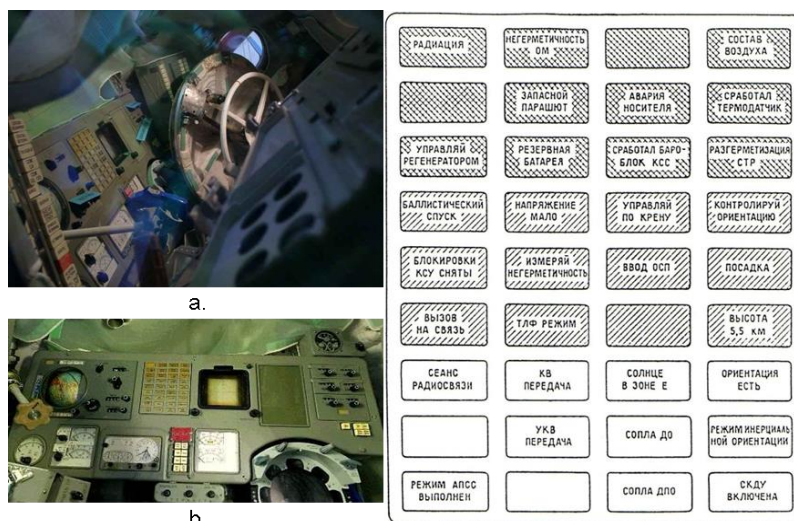 РАДИАЦИЯ
НЕГЕРМЕТИЧНОСТЬ
ОМ
СОСТАВ
ВОЗДУХА
ЗАПАСНОЙ
ПАРАШЮТ
АВАРИЯ
НОСИТЕЛЯ
СРАБОТАЛ
ТЕРМОДАТЧИК
УПРАВЛЯЙ
РЕГЕНЕРАТОРОМ
РЕЗЕРВНАЯ
БАТАРЕЯ
СРАБОТАЛ БАРО-
БЛОК КСС
РАЗГЕРМЕТИЗАЦИЯ
СТР
БАЛЛИСТИЧЕСКИЙ
СПУСК
НАПРЯЖЕНИЕ
МАЛО
УПРАВЛЯЙ
ПО КРЕНУ
КОНТРОЛИРУЙ
ОРИЕНТАЦИЮ
БЛОКИРОВКИ
КСУ СНЯТЫ
ИЗМЕРЯЙ
НЕГЕРМЕТИЧНОСТЬ
ВВОД ОСП
ПОСАДКА
ВЫЗОВ
НА СВЯЗЬ
ТЛФ РЕЖИМ
ВЫСОТА
5,5 КМ
СЕАНС
РАДИОСВЯЗИ
КВ
ПЕРЕДАЧА
СОЛНЦЕ
В ЗОНЕ Е
ОРИЕНТАЦИЯ
ЕСТЬ
УКВ
ПЕРЕДАЧА
СОПЛА ДО
РЕЖИМ ИНЕРЦИАЛЬ
НОЙ ОРИЕНТАЦИИ
РЕЖИМ АПСС
ВЫПОЛНЕН
СОПЛА ДПО
СКДУ
ВКЛЮЧЕНА
a.
b.